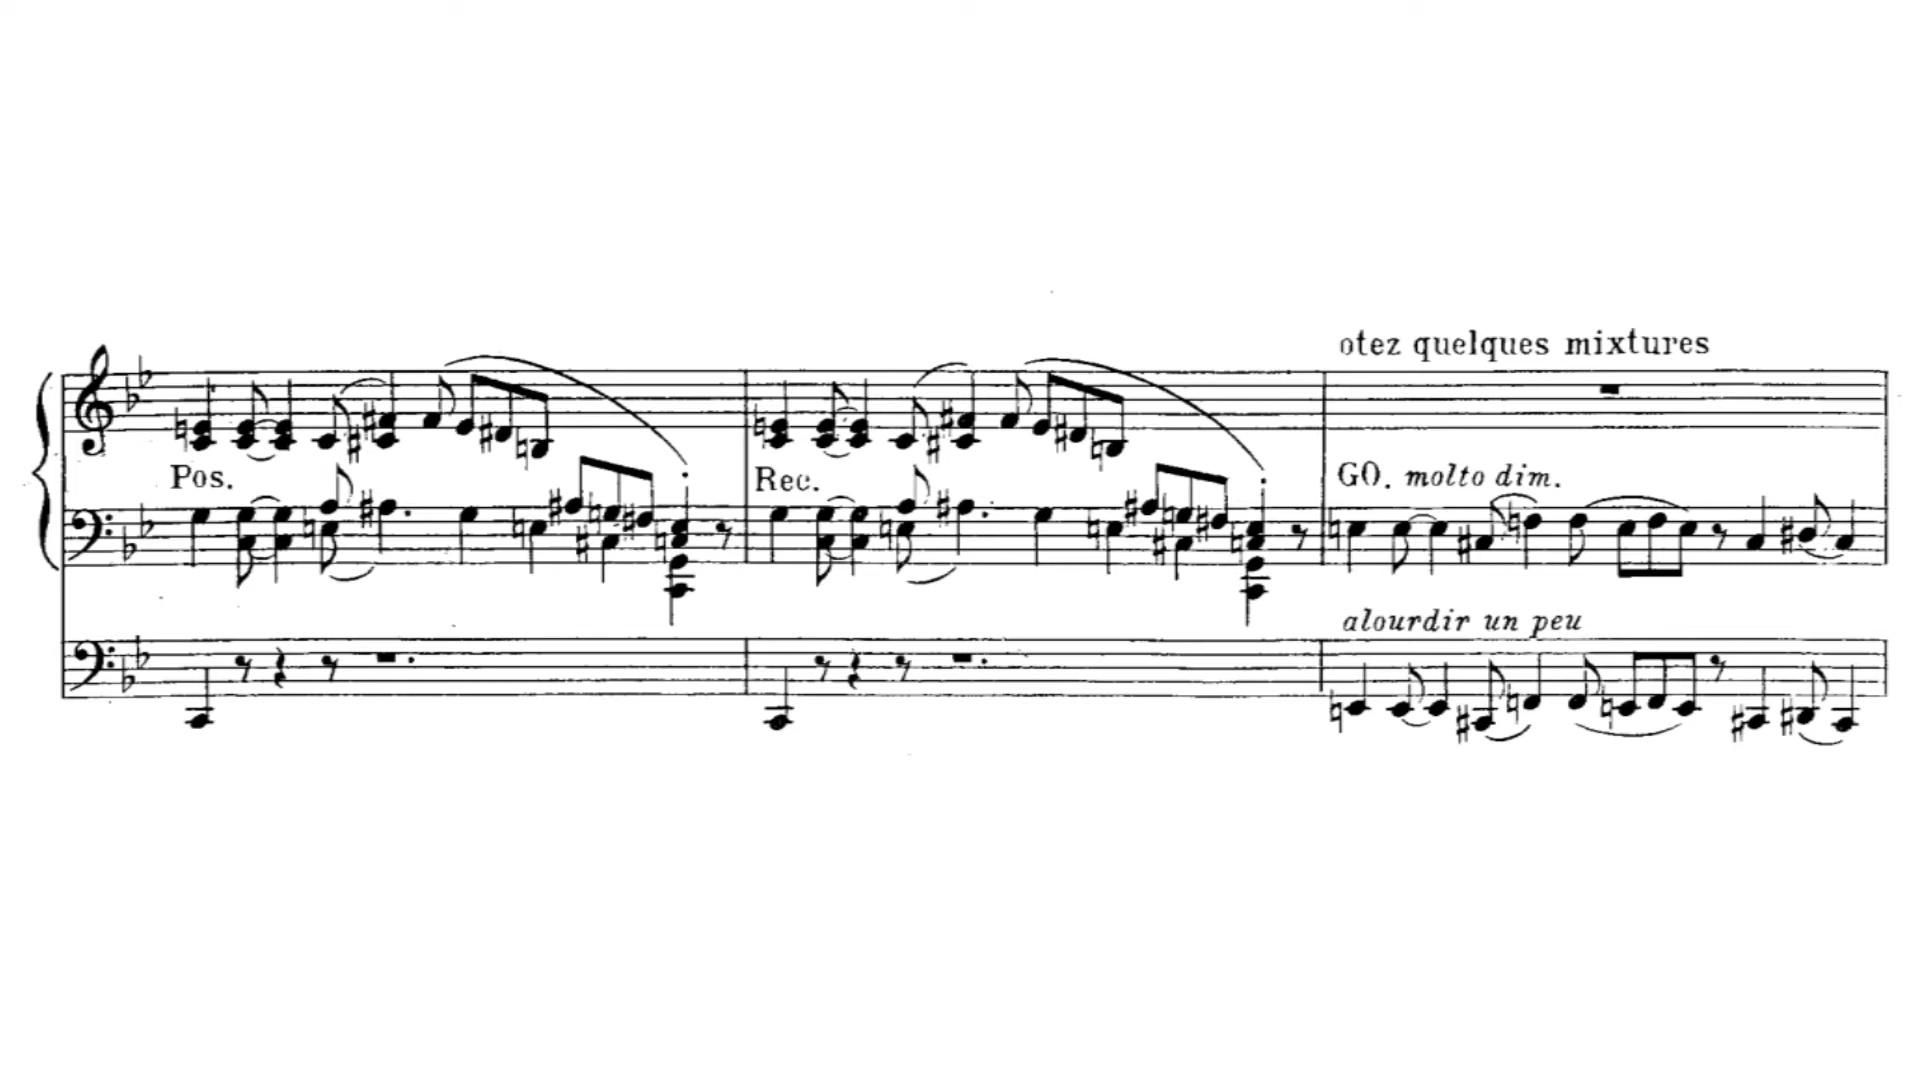 otez quelques mixtures
Pos.
Rec.
GO. molto dim.
alourdir un peu